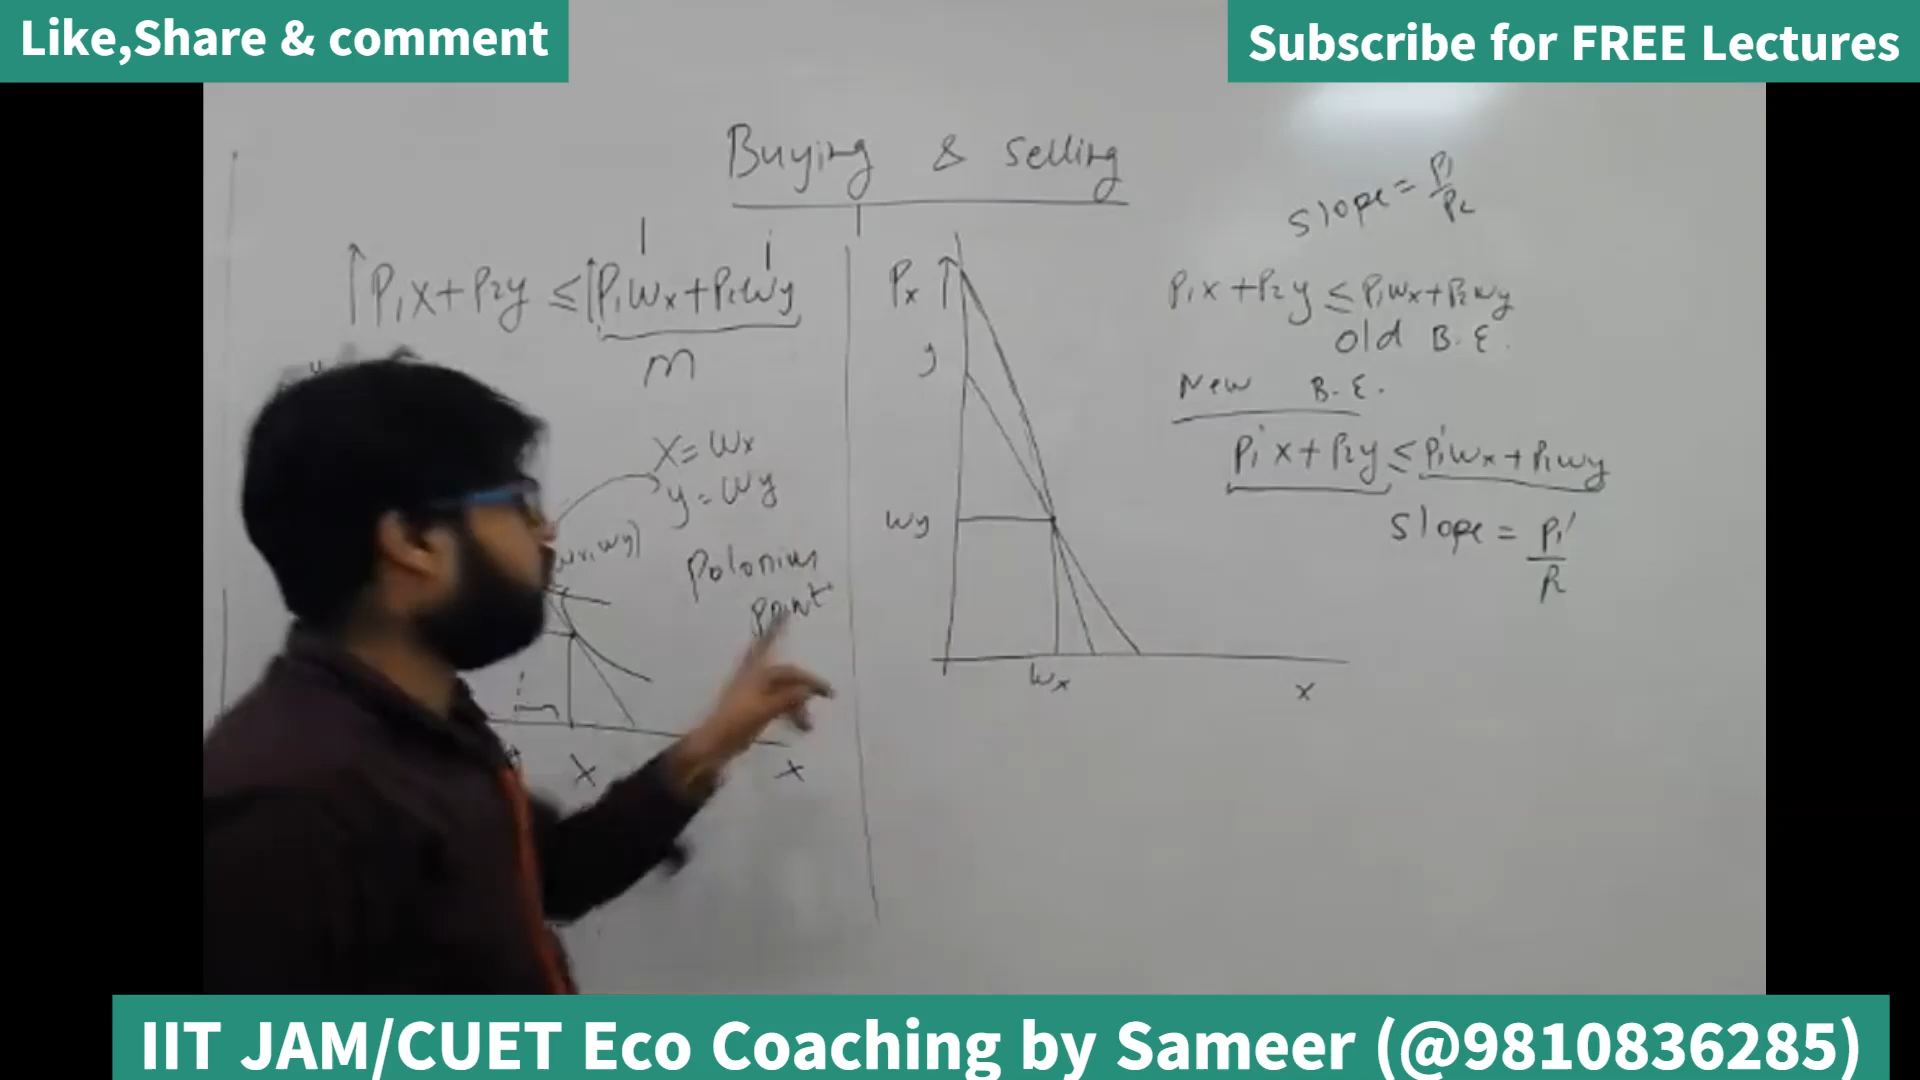 Like,Share & comment
Subscribe for FREE Lectures
Buying & selling
↑P₁x+P₂y ≤ ↑P₁wx+P₂wy
m
x=wx
y=wy
(wx,wy)
Polonius
Point
x
x
Px ↑
y
wy
wx
x
slope = P₁/P₂
P₁x+P₂y ≤ P₁wx+P₂wy
old B.E.
New B.E.
P₁'x+P₂y ≤ P₁'wx+P₂wy
slope = P₁'/P₂
IIT JAM/CUET Eco Coaching by Sameer (@9810836285)